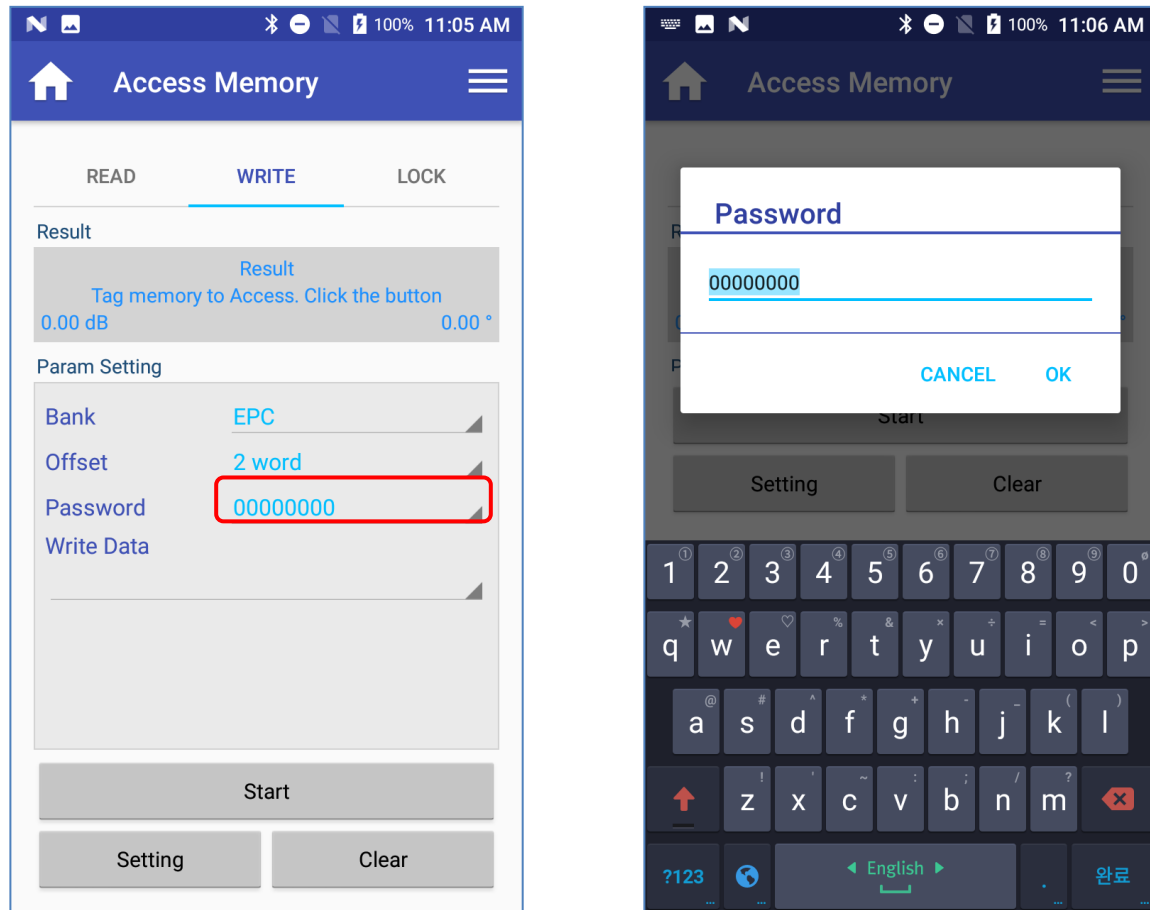 100% 11:05 AM
Access Memory
READ WRITE LOCK
Result
Result
Tag memory to Access. Click the button
0.00 dB 0.00 °
Param Setting
Bank EPC
Offset 2 word
Password 00000000
Write Data
Start
Setting Clear
100% 11:06 AM
Access Memory
Password
00000000
CANCEL OK
Start
Setting Clear
1 2 3 4 5 6 7 8 9 0
q w e r t y u i o p
a s d f g h j k l
z x c v b n m
?123 English . 완료